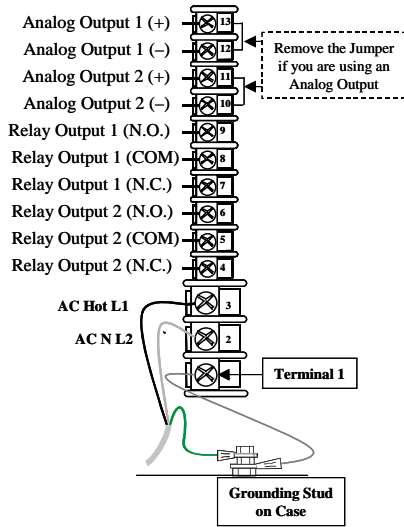 Analog Output 1 (+) 13
Analog Output 1 (–) 12
Analog Output 2 (+) 11
Analog Output 2 (–) 10
Relay Output 1 (N.O.) 9
Relay Output 1 (COM) 8
Relay Output 1 (N.C.) 7
Relay Output 2 (N.O.) 6
Relay Output 2 (COM) 5
Relay Output 2 (N.C.) 4
Remove the Jumper
if you are using an
Analog Output
AC Hot L1 3
AC N L2 2
Terminal 1
Grounding Stud
on Case